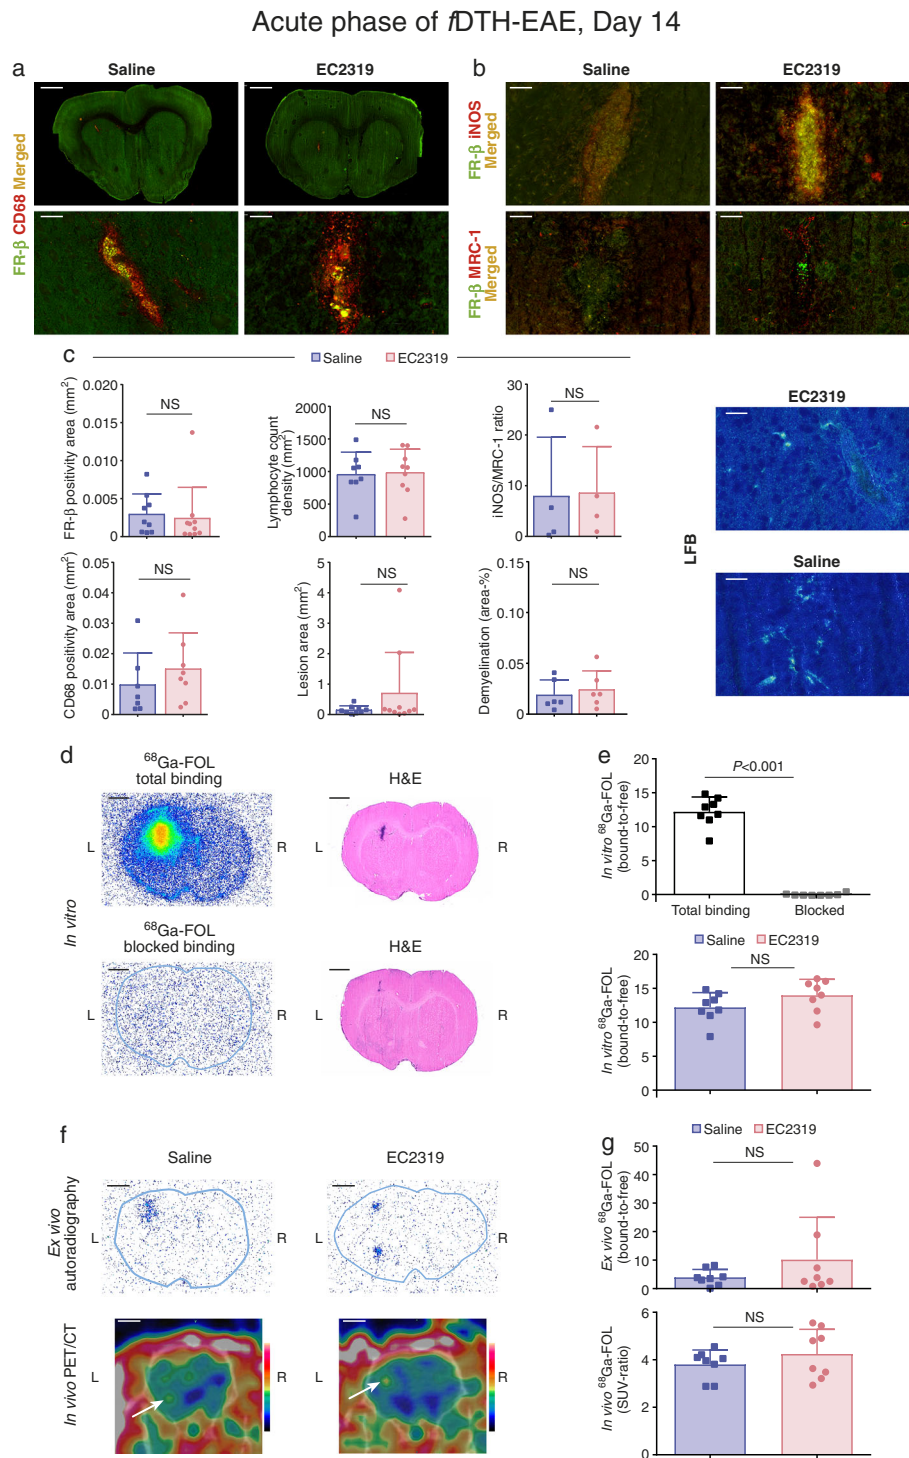 Acute phase of fDTH-EAE, Day 14
a
Saline
EC2319
FR-β CD68 Merged
b
Saline
EC2319
FR-β iNOS
Merged
FR-β MRC-1
Merged
c
Saline
EC2319
FR-β positivity area (mm²)
0.020
0.015
0.010
0.005
0
NS
Lymphocyte count
density (mm²)
2000
1500
1000
500
0
NS
iNOS/MRC-1 ratio
30
20
10
0
NS
CD68 positivity area (mm²)
0.05
0.04
0.03
0.02
0.01
0
NS
Lesion area (mm²)
5
4
3
2
1
0
NS
Demyelination (area-%)
0.15
0.10
0.05
0
NS
LFB
EC2319
Saline
d
In vitro
⁶⁸Ga-FOL
total binding
H&E
L
R
L
R
⁶⁸Ga-FOL
blocked binding
H&E
L
R
L
R
e
In vitro ⁶⁸Ga-FOL
(bound-to-free)
20
15
10
5
0
P<0.001
Total binding
Blocked
Saline
EC2319
In vitro ⁶⁸Ga-FOL
(bound-to-free)
20
15
10
5
0
NS
f
Saline
EC2319
Ex vivo
autoradiography
L
R
L
R
In vivo PET/CT
L
R
L
R
g
Saline
EC2319
Ex vivo ⁶⁸Ga-FOL
(bound-to-free)
50
40
30
20
10
0
NS
In vivo ⁶⁸Ga-FOL
(SUV-ratio)
6
4
2
0
NS